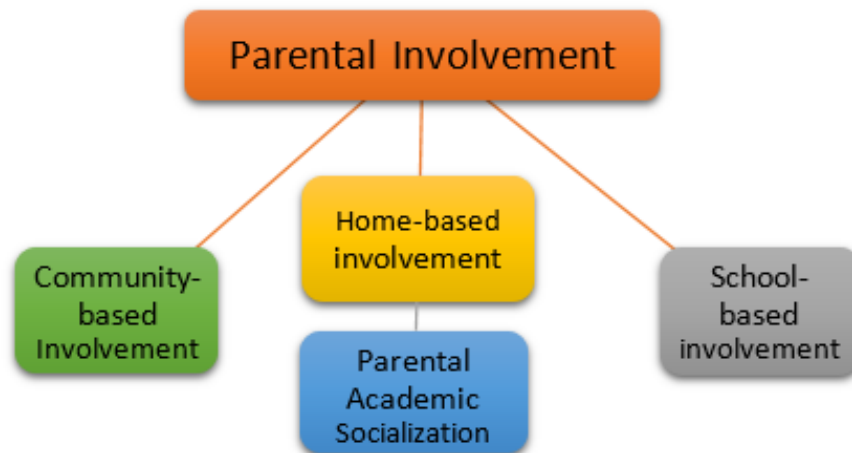 Parental Involvement
Home-based
involvement
Community-
based
Involvement
School-
based
involvement
Parental
Academic
Socialization